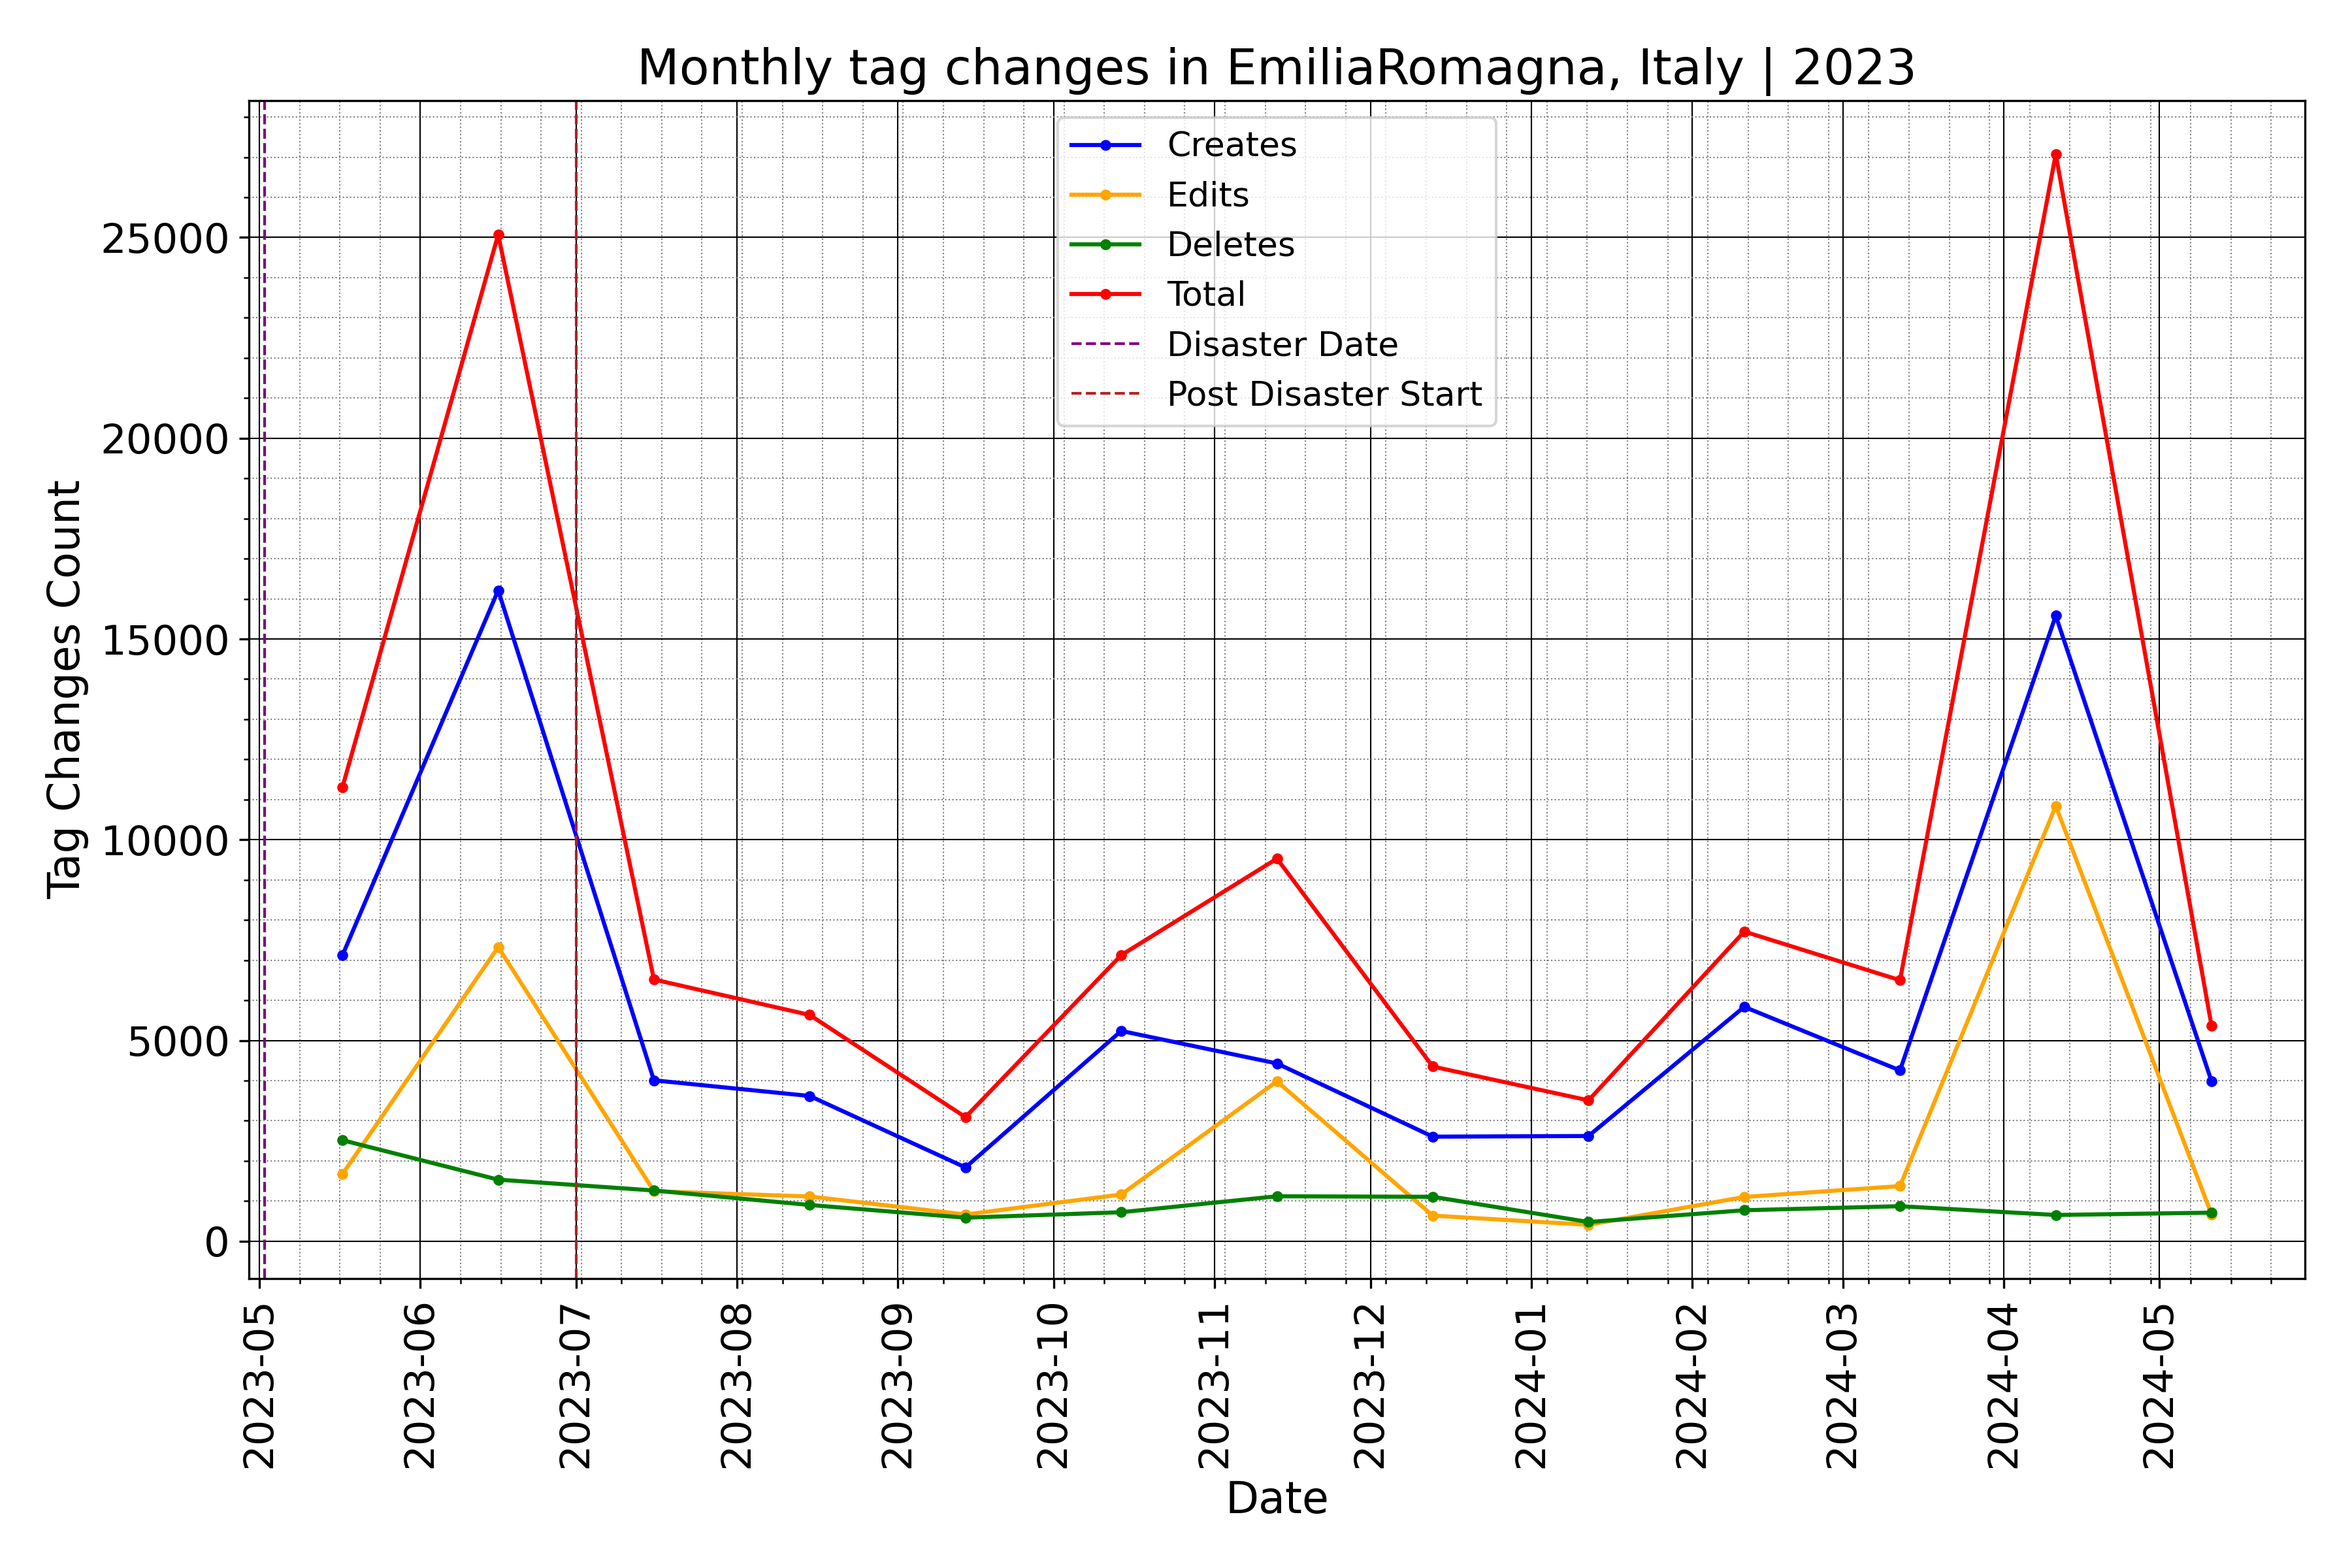 Monthly tag changes in EmiliaRomagna, Italy | 2023
Creates
Edits
Deletes
Total
Disaster Date
Post Disaster Start
Tag Changes Count
25000
20000
15000
10000
5000
0
2023-05
2023-06
2023-07
2023-08
2023-09
2023-10
2023-11
2023-12
2024-01
2024-02
2024-03
2024-04
2024-05
Date